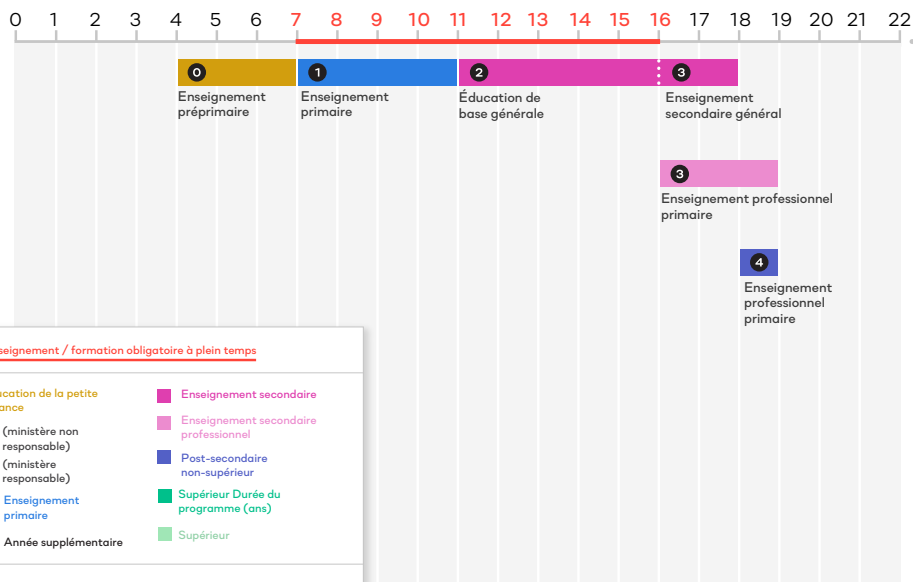 0 1 2 3 4 5 6 7 8 9 10 11 12 13 14 15 16 17 18 19 20 21 22
0 1 2 3
Enseignement
préprimaire
Enseignement
primaire
Éducation de
base générale
Enseignement
secondaire général
3
Enseignement professionnel
primaire
4
Enseignement
professionnel
primaire
seignement / formation obligatoire à plein temps
cation de la petite
ance
(ministère non
responsable)
(ministère
responsable)
Enseignement
primaire
Année supplémentaire
Enseignement secondaire
Enseignement secondaire
professionnel
Post-secondaire
non-supérieur
Supérieur Durée du
programme (ans)
Supérieur